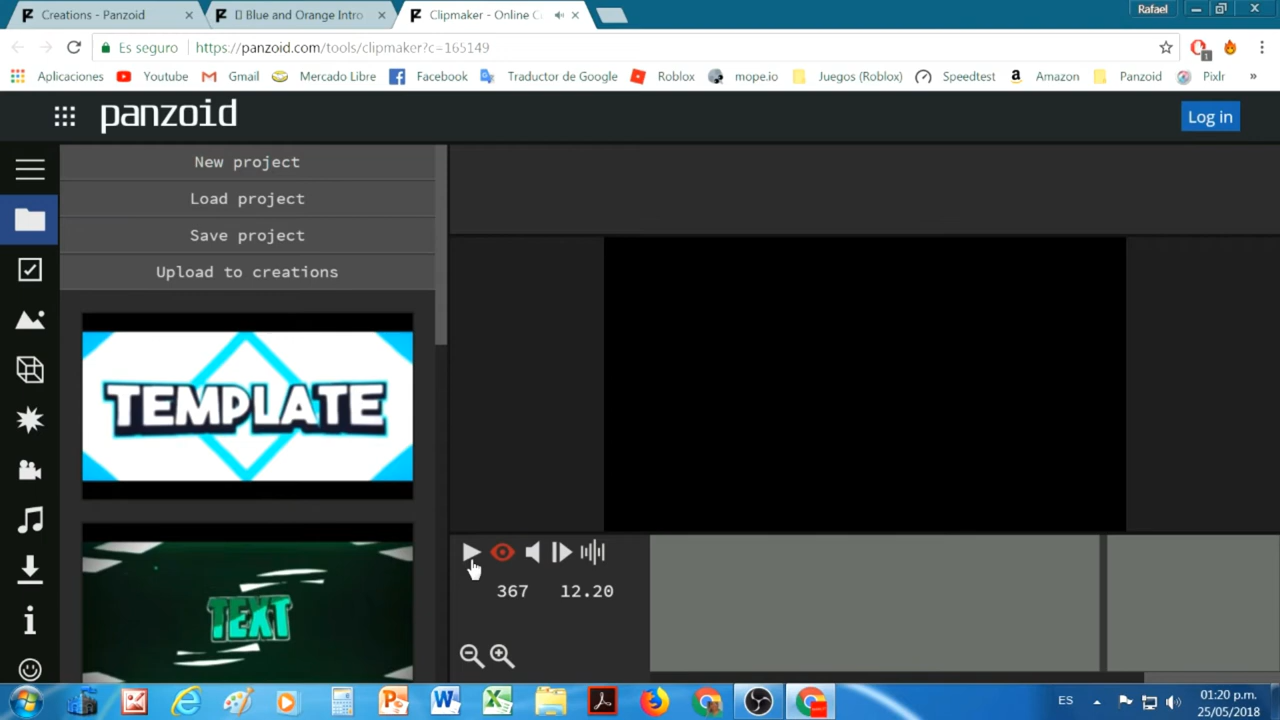 Creations - Panzoid
Blue and Orange Intro
Clipmaker - Online C
Rafael
Es seguro
https://panzoid.com/tools/clipmaker?c=165149
1
Aplicaciones
Youtube
Gmail
Mercado Libre
Facebook
Traductor de Google
Roblox
mope.io
Juegos (Roblox)
Speedtest
Amazon
Panzoid
Pixlr
»
panzoid
Log in
New project
Load project
Save project
Upload to creations
TEMPLATE
TEXT
367
12.20
ES
01:20 p.m.
25/05/2018